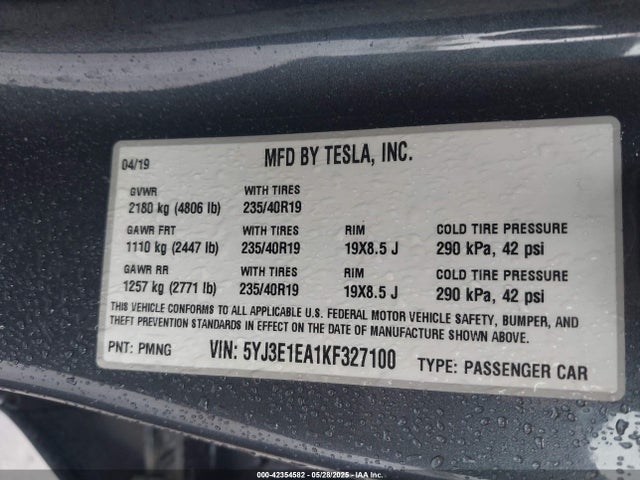 04/19 MFD BY TESLA, INC.
GVWR WITH TIRES
2180 kg (4806 lb) 235/40R19
GAWR FRT WITH TIRES RIM COLD TIRE PRESSURE
1110 kg (2447 lb) 235/40R19 19X8.5 J 290 kPa, 42 psi
GAWR RR WITH TIRES RIM COLD TIRE PRESSURE
1257 kg (2771 lb) 235/40R19 19X8.5 J 290 kPa, 42 psi
THIS VEHICLE CONFORMS TO ALL APPLICABLE U.S. FEDERAL MOTOR VEHICLE SAFETY, BUMPER, AND
THEFT PREVENTION STANDARDS IN EFFECT ON THE DATE OF MANUFACTURE SHOWN ABOVE.
PNT: PMNG VIN: 5YJ3E1EA1KF327100 TYPE: PASSENGER CAR
000-42354582 - 05/28/2025 - IAA Inc.